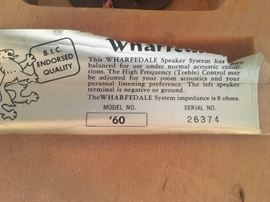 Wharfed
B.I.C.
ENDORSED
QUALITY
This WHARFEDALE Speaker System has been
balanced for use under normal acoustic condi-
tions. The High Frequency (Treble) Control may
be adjusted for your room acoustics and your
personal listening preference. The left speaker
terminal is negative or ground.
The WHARFEDALE System impedance is 8 ohms.
MODEL NO.
SERIAL NO.
'60
26374